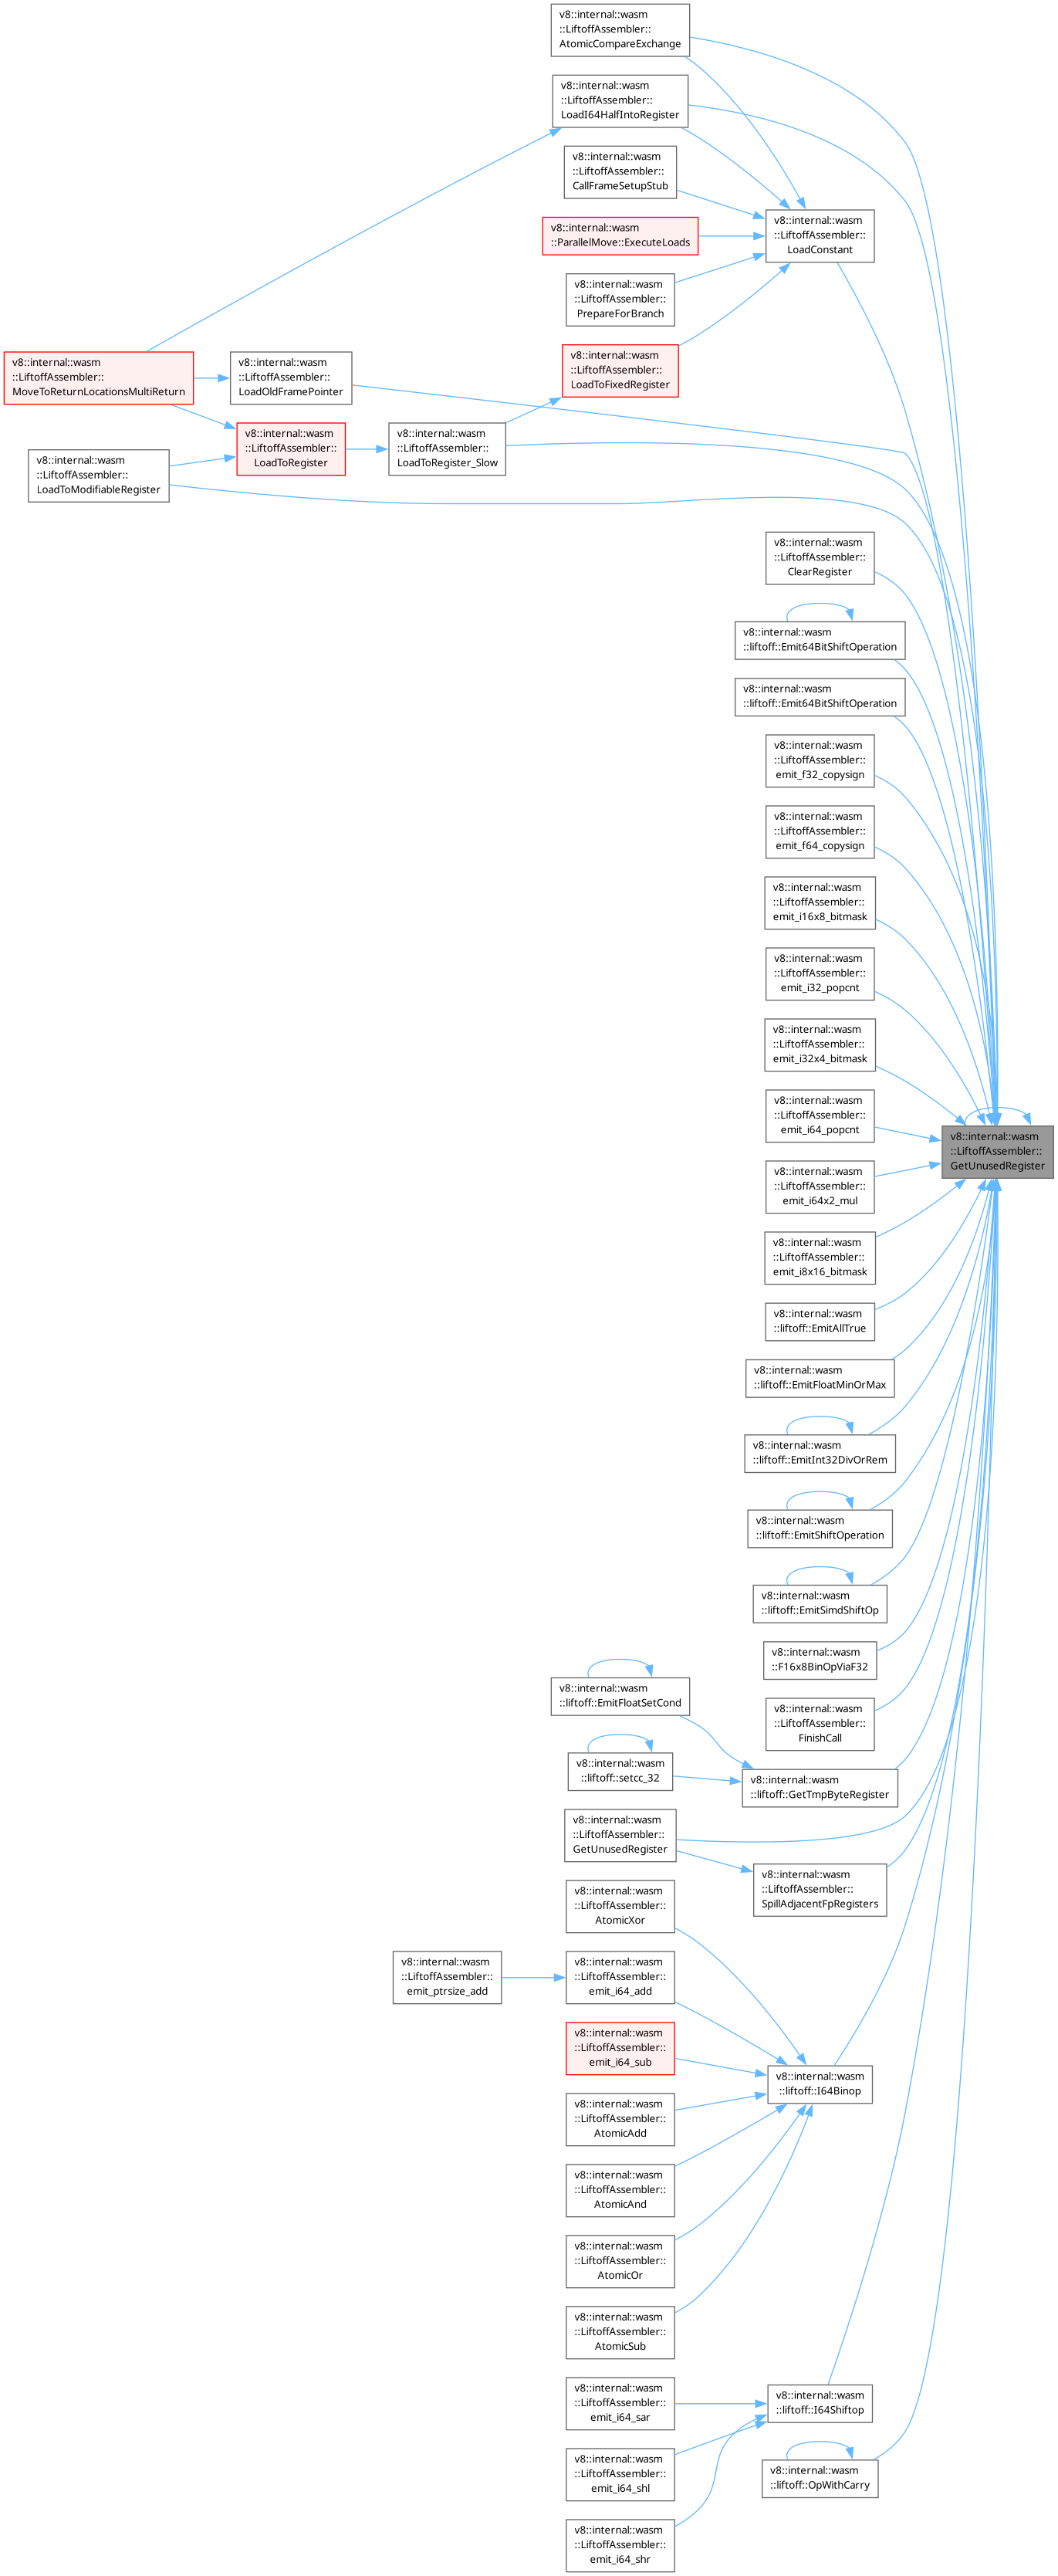 v8::internal::wasm
::LiftoffAssembler::
AtomicCompareExchange
v8::internal::wasm
::LiftoffAssembler::
LoadI64HalfIntoRegister
v8::internal::wasm
::LiftoffAssembler::
CallFrameSetupStub
v8::internal::wasm
::LiftoffAssembler::
LoadConstant
v8::internal::wasm
::ParallelMove::ExecuteLoads
v8::internal::wasm
::LiftoffAssembler::
PrepareForBranch
v8::internal::wasm
::LiftoffAssembler::
LoadToFixedRegister
v8::internal::wasm
::LiftoffAssembler::
MoveToReturnLocationsMultiReturn
v8::internal::wasm
::LiftoffAssembler::
LoadOldFramePointer
v8::internal::wasm
::LiftoffAssembler::
LoadToRegister
v8::internal::wasm
::LiftoffAssembler::
LoadToRegister_Slow
v8::internal::wasm
::LiftoffAssembler::
LoadToModifiableRegister
v8::internal::wasm
::LiftoffAssembler::
ClearRegister
v8::internal::wasm
::liftoff::Emit64BitShiftOperation
v8::internal::wasm
::liftoff::Emit64BitShiftOperation
v8::internal::wasm
::LiftoffAssembler::
emit_f32_copysign
v8::internal::wasm
::LiftoffAssembler::
emit_f64_copysign
v8::internal::wasm
::LiftoffAssembler::
emit_i16x8_bitmask
v8::internal::wasm
::LiftoffAssembler::
emit_i32_popcnt
v8::internal::wasm
::LiftoffAssembler::
emit_i32x4_bitmask
v8::internal::wasm
::LiftoffAssembler::
emit_i64_popcnt
v8::internal::wasm
::LiftoffAssembler::
GetUnusedRegister
v8::internal::wasm
::LiftoffAssembler::
emit_i64x2_mul
v8::internal::wasm
::LiftoffAssembler::
emit_i8x16_bitmask
v8::internal::wasm
::liftoff::EmitAllTrue
v8::internal::wasm
::liftoff::EmitFloatMinOrMax
v8::internal::wasm
::liftoff::EmitInt32DivOrRem
v8::internal::wasm
::liftoff::EmitShiftOperation
v8::internal::wasm
::liftoff::EmitSimdShiftOp
v8::internal::wasm
::F16x8BinOpViaF32
v8::internal::wasm
::liftoff::EmitFloatSetCond
v8::internal::wasm
::LiftoffAssembler::
FinishCall
v8::internal::wasm
::liftoff::setcc_32
v8::internal::wasm
::liftoff::GetTmpByteRegister
v8::internal::wasm
::LiftoffAssembler::
GetUnusedRegister
v8::internal::wasm
::LiftoffAssembler::
SpillAdjacentFpRegisters
v8::internal::wasm
::LiftoffAssembler::
AtomicXor
v8::internal::wasm
::LiftoffAssembler::
emit_ptrsize_add
v8::internal::wasm
::LiftoffAssembler::
emit_i64_add
v8::internal::wasm
::LiftoffAssembler::
emit_i64_sub
v8::internal::wasm
::liftoff::I64Binop
v8::internal::wasm
::LiftoffAssembler::
AtomicAdd
v8::internal::wasm
::LiftoffAssembler::
AtomicAnd
v8::internal::wasm
::LiftoffAssembler::
AtomicOr
v8::internal::wasm
::LiftoffAssembler::
AtomicSub
v8::internal::wasm
::LiftoffAssembler::
emit_i64_sar
v8::internal::wasm
::liftoff::I64Shiftop
v8::internal::wasm
::LiftoffAssembler::
emit_i64_shl
v8::internal::wasm
::liftoff::OpWithCarry
v8::internal::wasm
::LiftoffAssembler::
emit_i64_shr